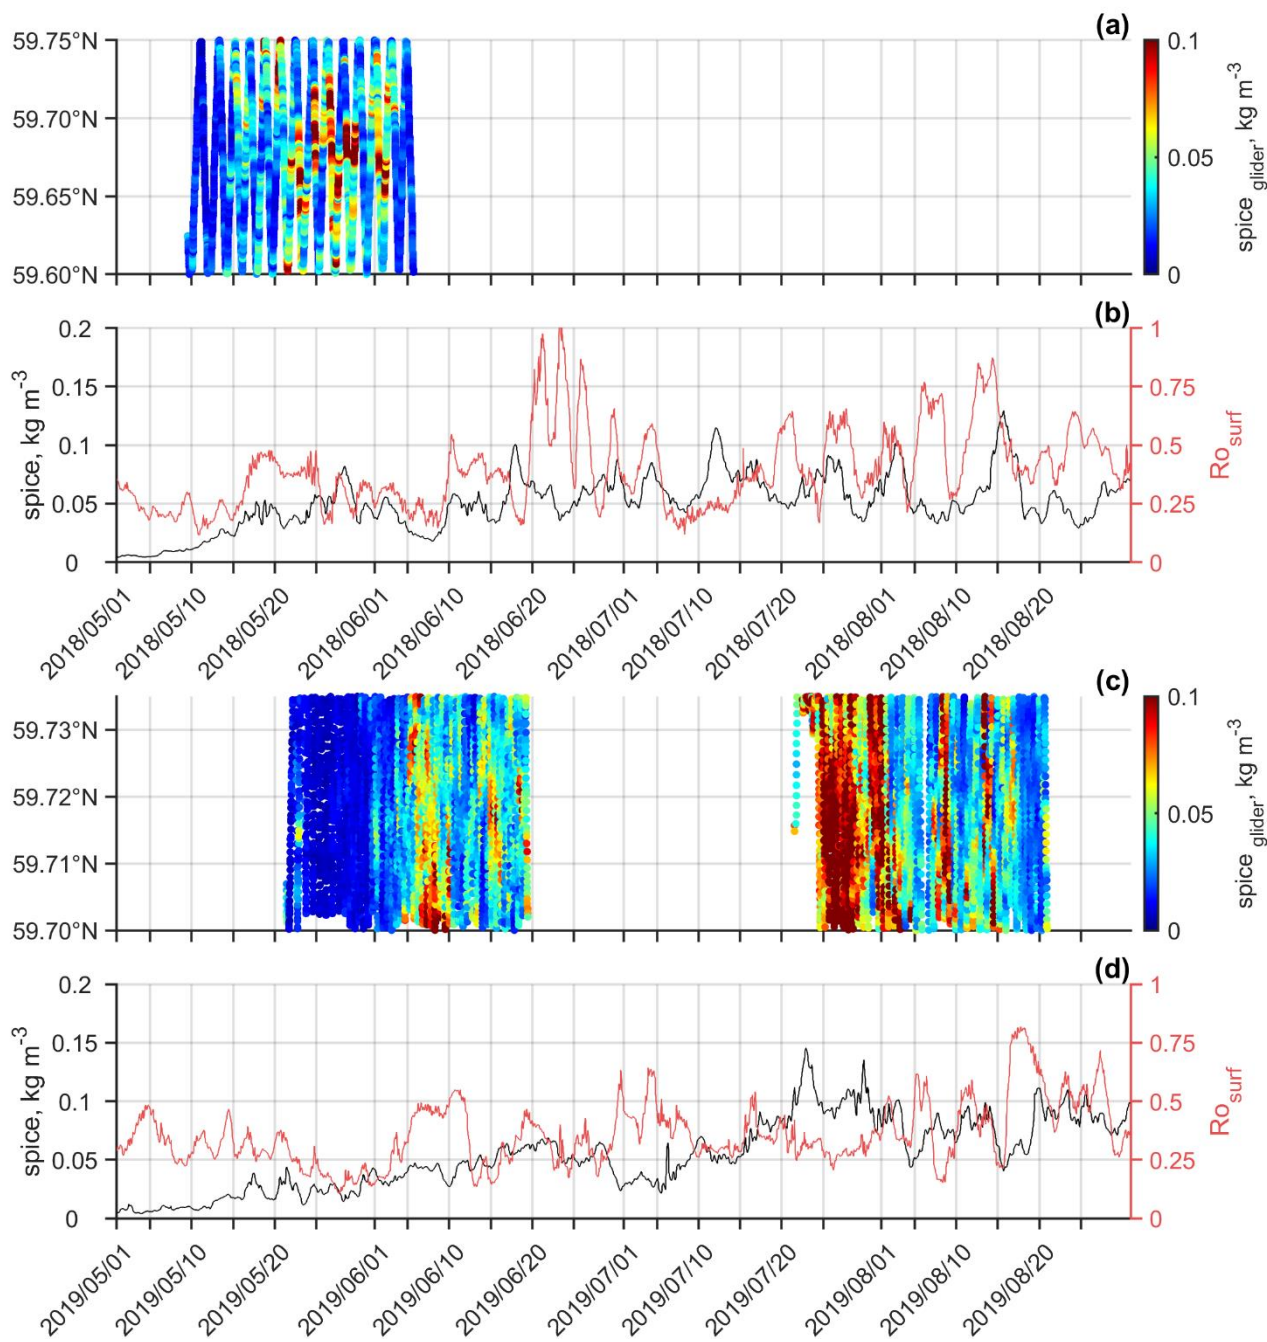 (a)
59.75°N
59.70°N
59.65°N
59.60°N
0.1
0.05
0
spice glider, kg m-3
(b)
0.2
0.15
0.1
0.05
0
spice, kg m-3
1
0.75
0.5
0.25
0
Rosurf
2018/05/01
2018/05/10
2018/05/20
2018/06/01
2018/06/10
2018/06/20
2018/07/01
2018/07/10
2018/07/20
2018/08/01
2018/08/10
2018/08/20
(c)
59.73°N
59.72°N
59.71°N
59.70°N
0.1
0.05
0
spice glider, kg m-3
(d)
0.2
0.15
0.1
0.05
0
spice, kg m-3
1
0.75
0.5
0.25
0
Rosurf
2019/05/01
2019/05/10
2019/05/20
2019/06/01
2019/06/10
2019/06/20
2019/07/01
2019/07/10
2019/07/20
2019/08/01
2019/08/10
2019/08/20